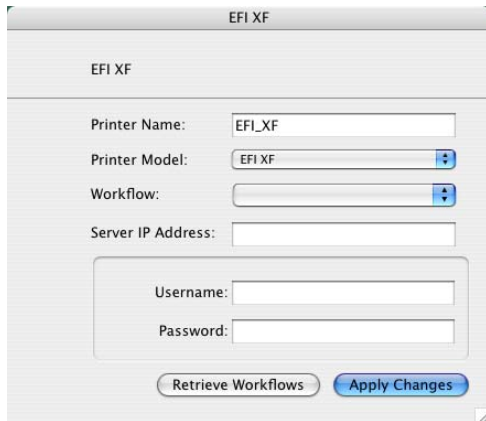 EFI XF
EFI XF
Printer Name: EFI_XF
Printer Model: EFI XF
Workflow:
Server IP Address:
Username:
Password:
Retrieve Workflows Apply Changes